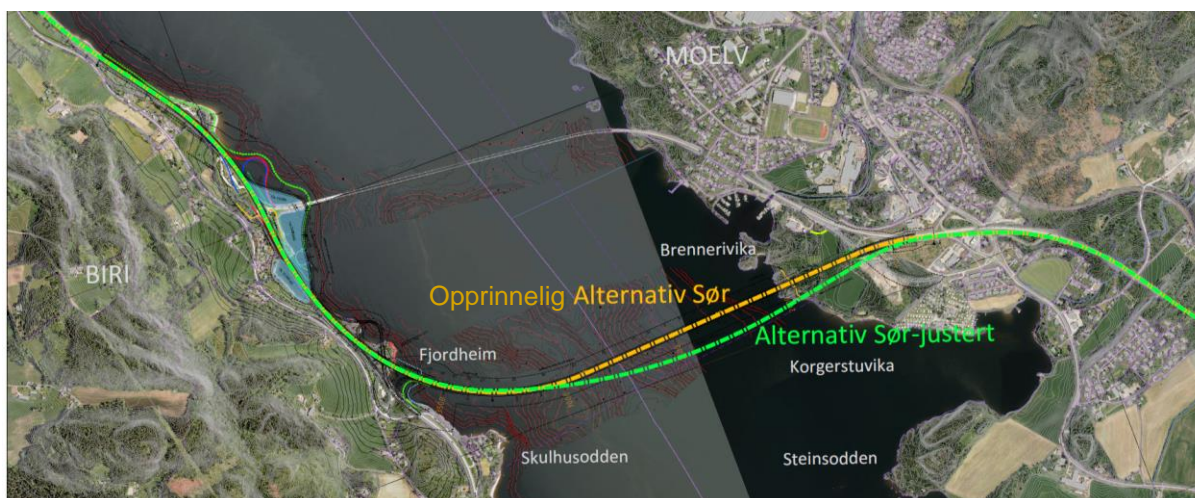 MOELV
Brennerivika
BIRI
Opprinnelig Alternativ Sør
Alternativ Sør-justert
Fjordheim
Korgerstuvika
Skulhusodden
Steinsodden